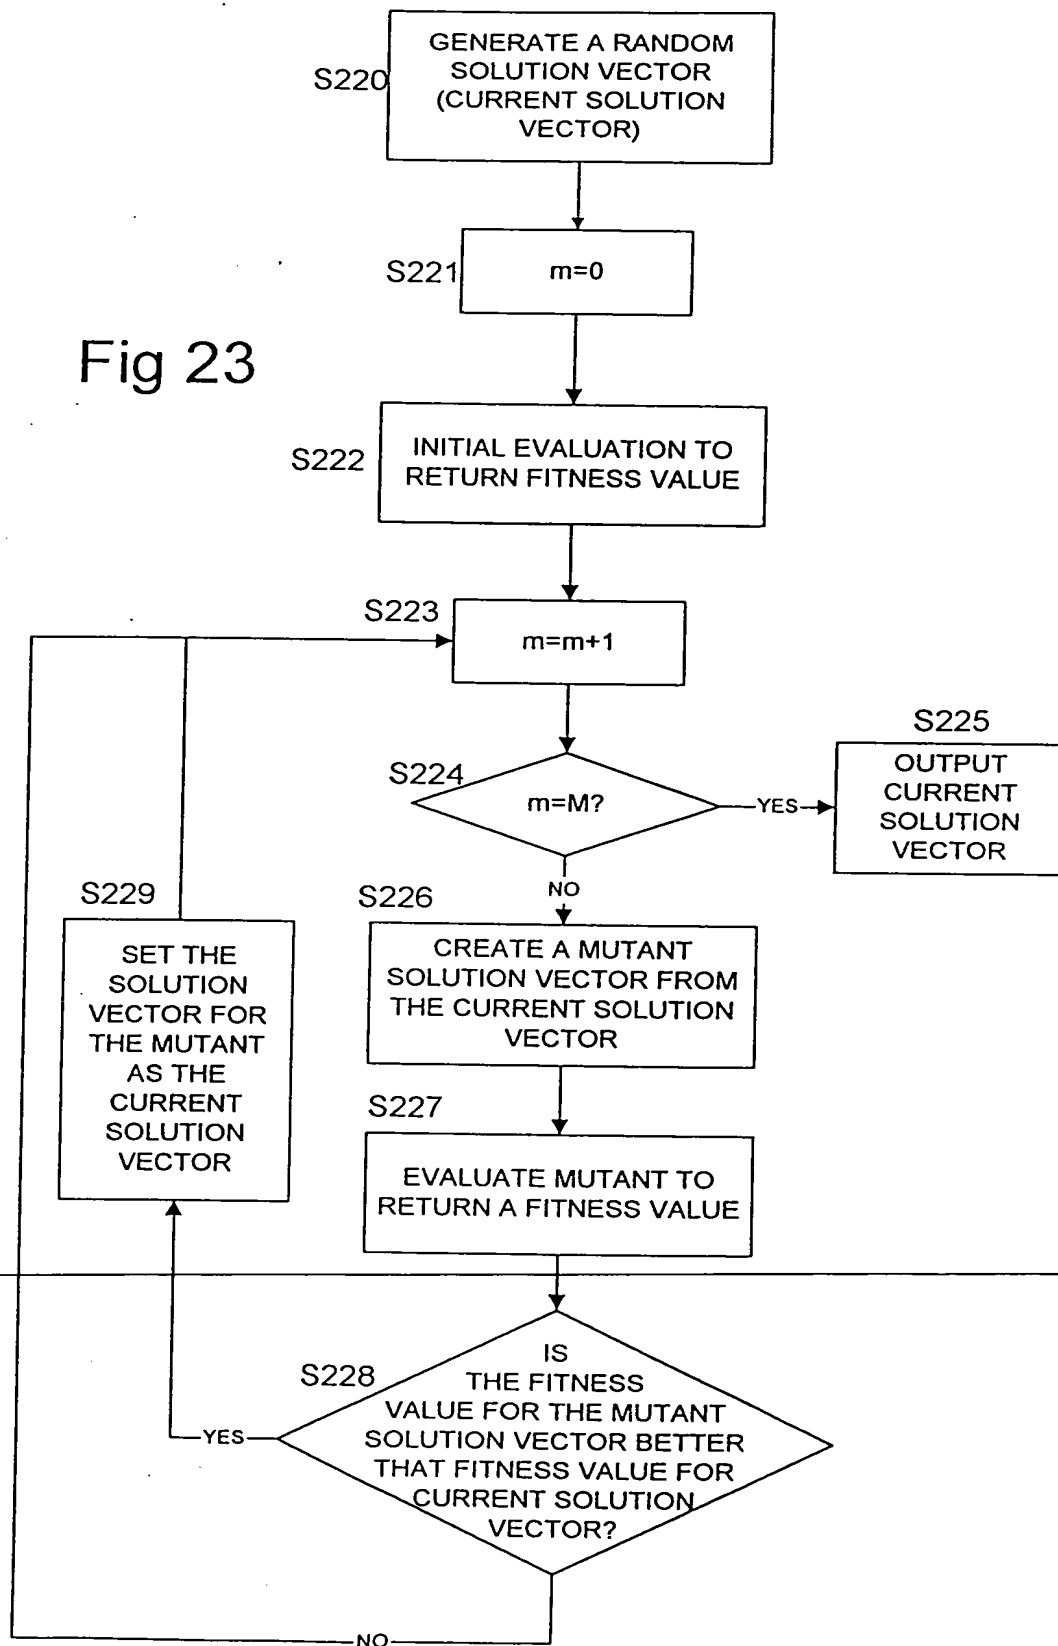 GENERATE A RANDOM
SOLUTION VECTOR
(CURRENT SOLUTION
VECTOR)
S220
m=0
S221
Fig 23
INITIAL EVALUATION TO
RETURN FITNESS VALUE
S222
S223
m=m+1
S224
m=M?
YES
S225
OUTPUT
CURRENT
SOLUTION
VECTOR
NO
S226
CREATE A MUTANT
SOLUTION VECTOR FROM
THE CURRENT SOLUTION
VECTOR
S229
SET THE
SOLUTION
VECTOR FOR
THE MUTANT
AS THE
CURRENT
SOLUTION
VECTOR
S227
EVALUATE MUTANT TO
RETURN A FITNESS VALUE
S228
IS
THE FITNESS
VALUE FOR THE MUTANT
SOLUTION VECTOR BETTER
THAT FITNESS VALUE FOR
CURRENT SOLUTION
VECTOR?
YES
NO